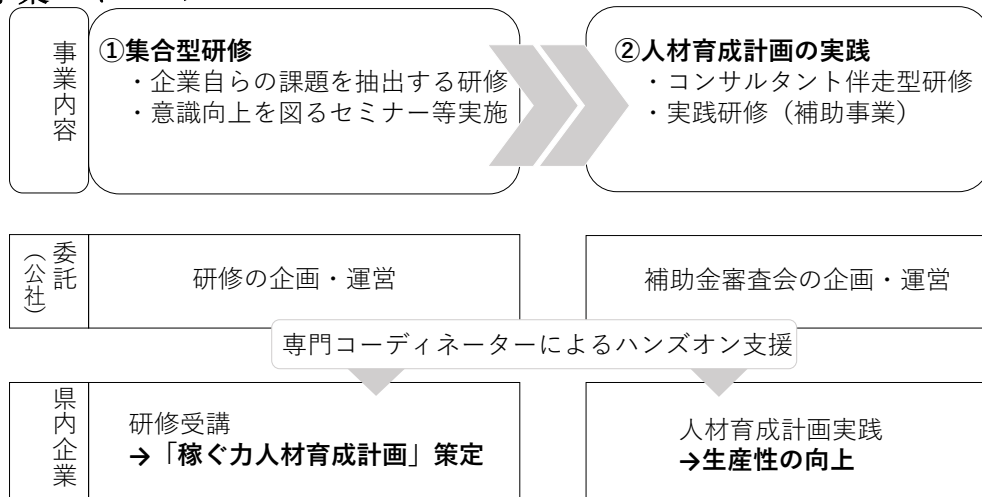 事業内容
①集合型研修
・企業自らの課題を抽出する研修
・意識向上を図るセミナー等実施
②人材育成計画の実践
・コンサルタント伴走型研修
・実践研修（補助事業）
委託
（公社）
研修の企画・運営
補助金審査会の企画・運営
専門コーディネーターによるハンズオン支援
県内企業
研修受講
→「稼ぐ力人材育成計画」策定
人材育成計画実践
→生産性の向上